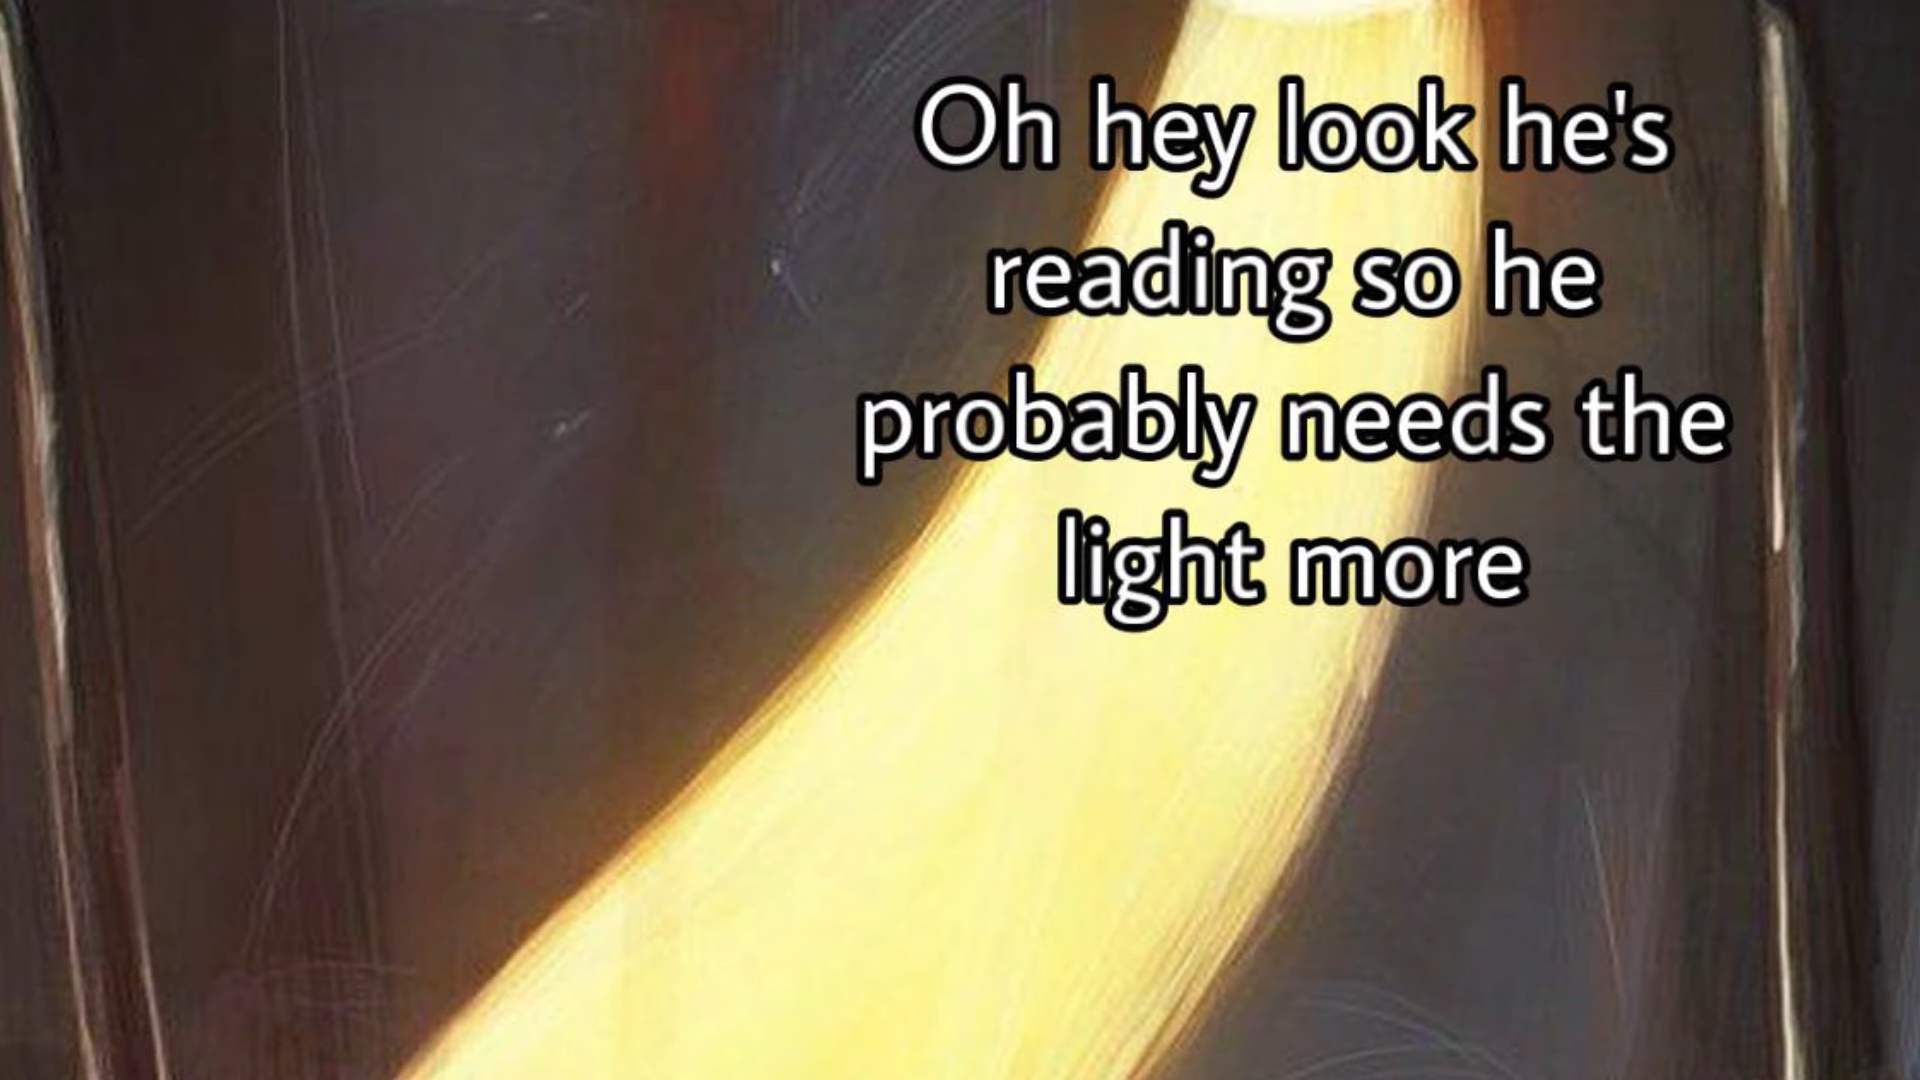 Oh hey look he's
reading so he
probably needs the
light more